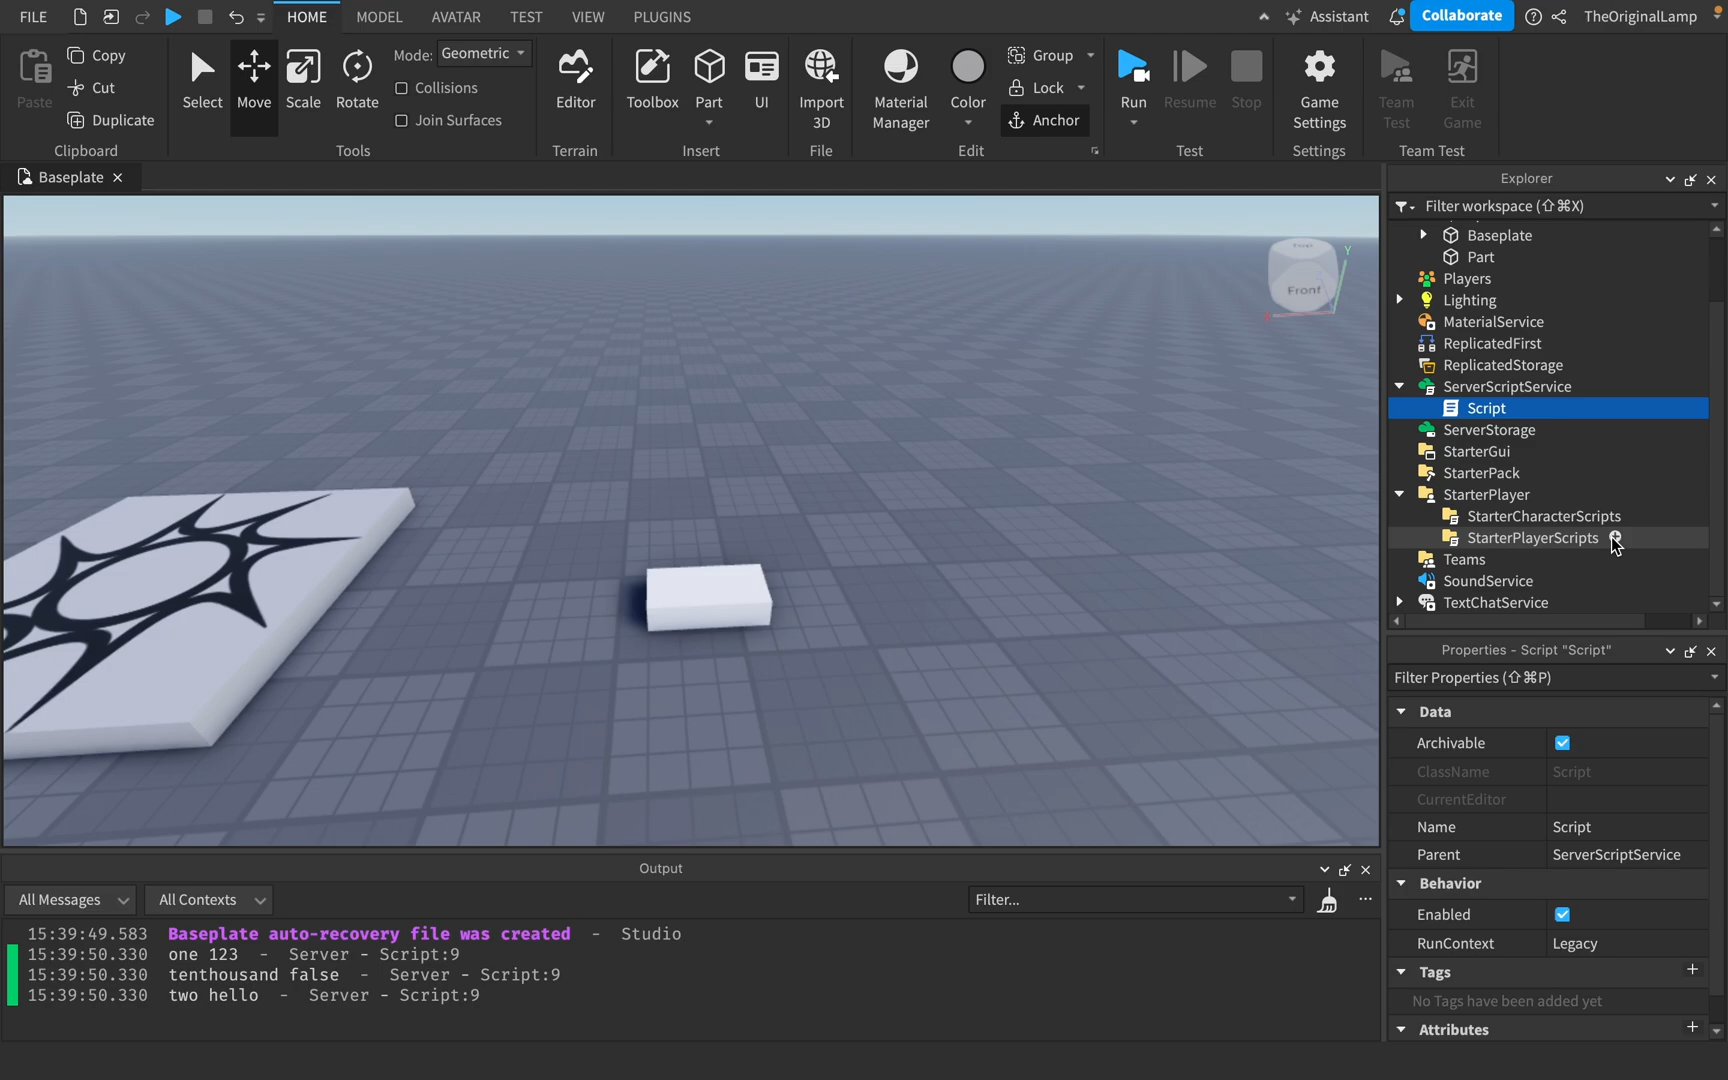 FILE HOME MODEL AVATAR TEST VIEW PLUGINS Assistant Collaborate TheOriginalLamp
Paste Copy Cut Duplicate Clipboard
Select Move Scale Rotate Mode: Geometric Collisions Join Surfaces Tools
Editor Terrain
Toolbox Part UI Insert
Import 3D File
Material Manager Color Group Lock Anchor Edit
Run Resume Stop Test
Game Settings Settings
Team Test Exit Game Team Test
Baseplate
Front
Y
Explorer
Filter workspace (⇧⌘X)
Baseplate
Part
Players
Lighting
MaterialService
ReplicatedFirst
ReplicatedStorage
ServerScriptService
Script
ServerStorage
StarterGui
StarterPack
StarterPlayer
StarterCharacterScripts
StarterPlayerScripts
Teams
SoundService
TextChatService
Properties - Script "Script"
Filter Properties (⇧⌘P)
Data
Archivable
ClassName Script
CurrentEditor
Name Script
Parent ServerScriptService
Behavior
Enabled
RunContext Legacy
Tags
No Tags have been added yet
Attributes
Output
All Messages All Contexts Filter...
15:39:49.583 Baseplate auto-recovery file was created - Studio
15:39:50.330 one 123 - Server - Script:9
15:39:50.330 tenthousand false - Server - Script:9
15:39:50.330 two hello - Server - Script:9